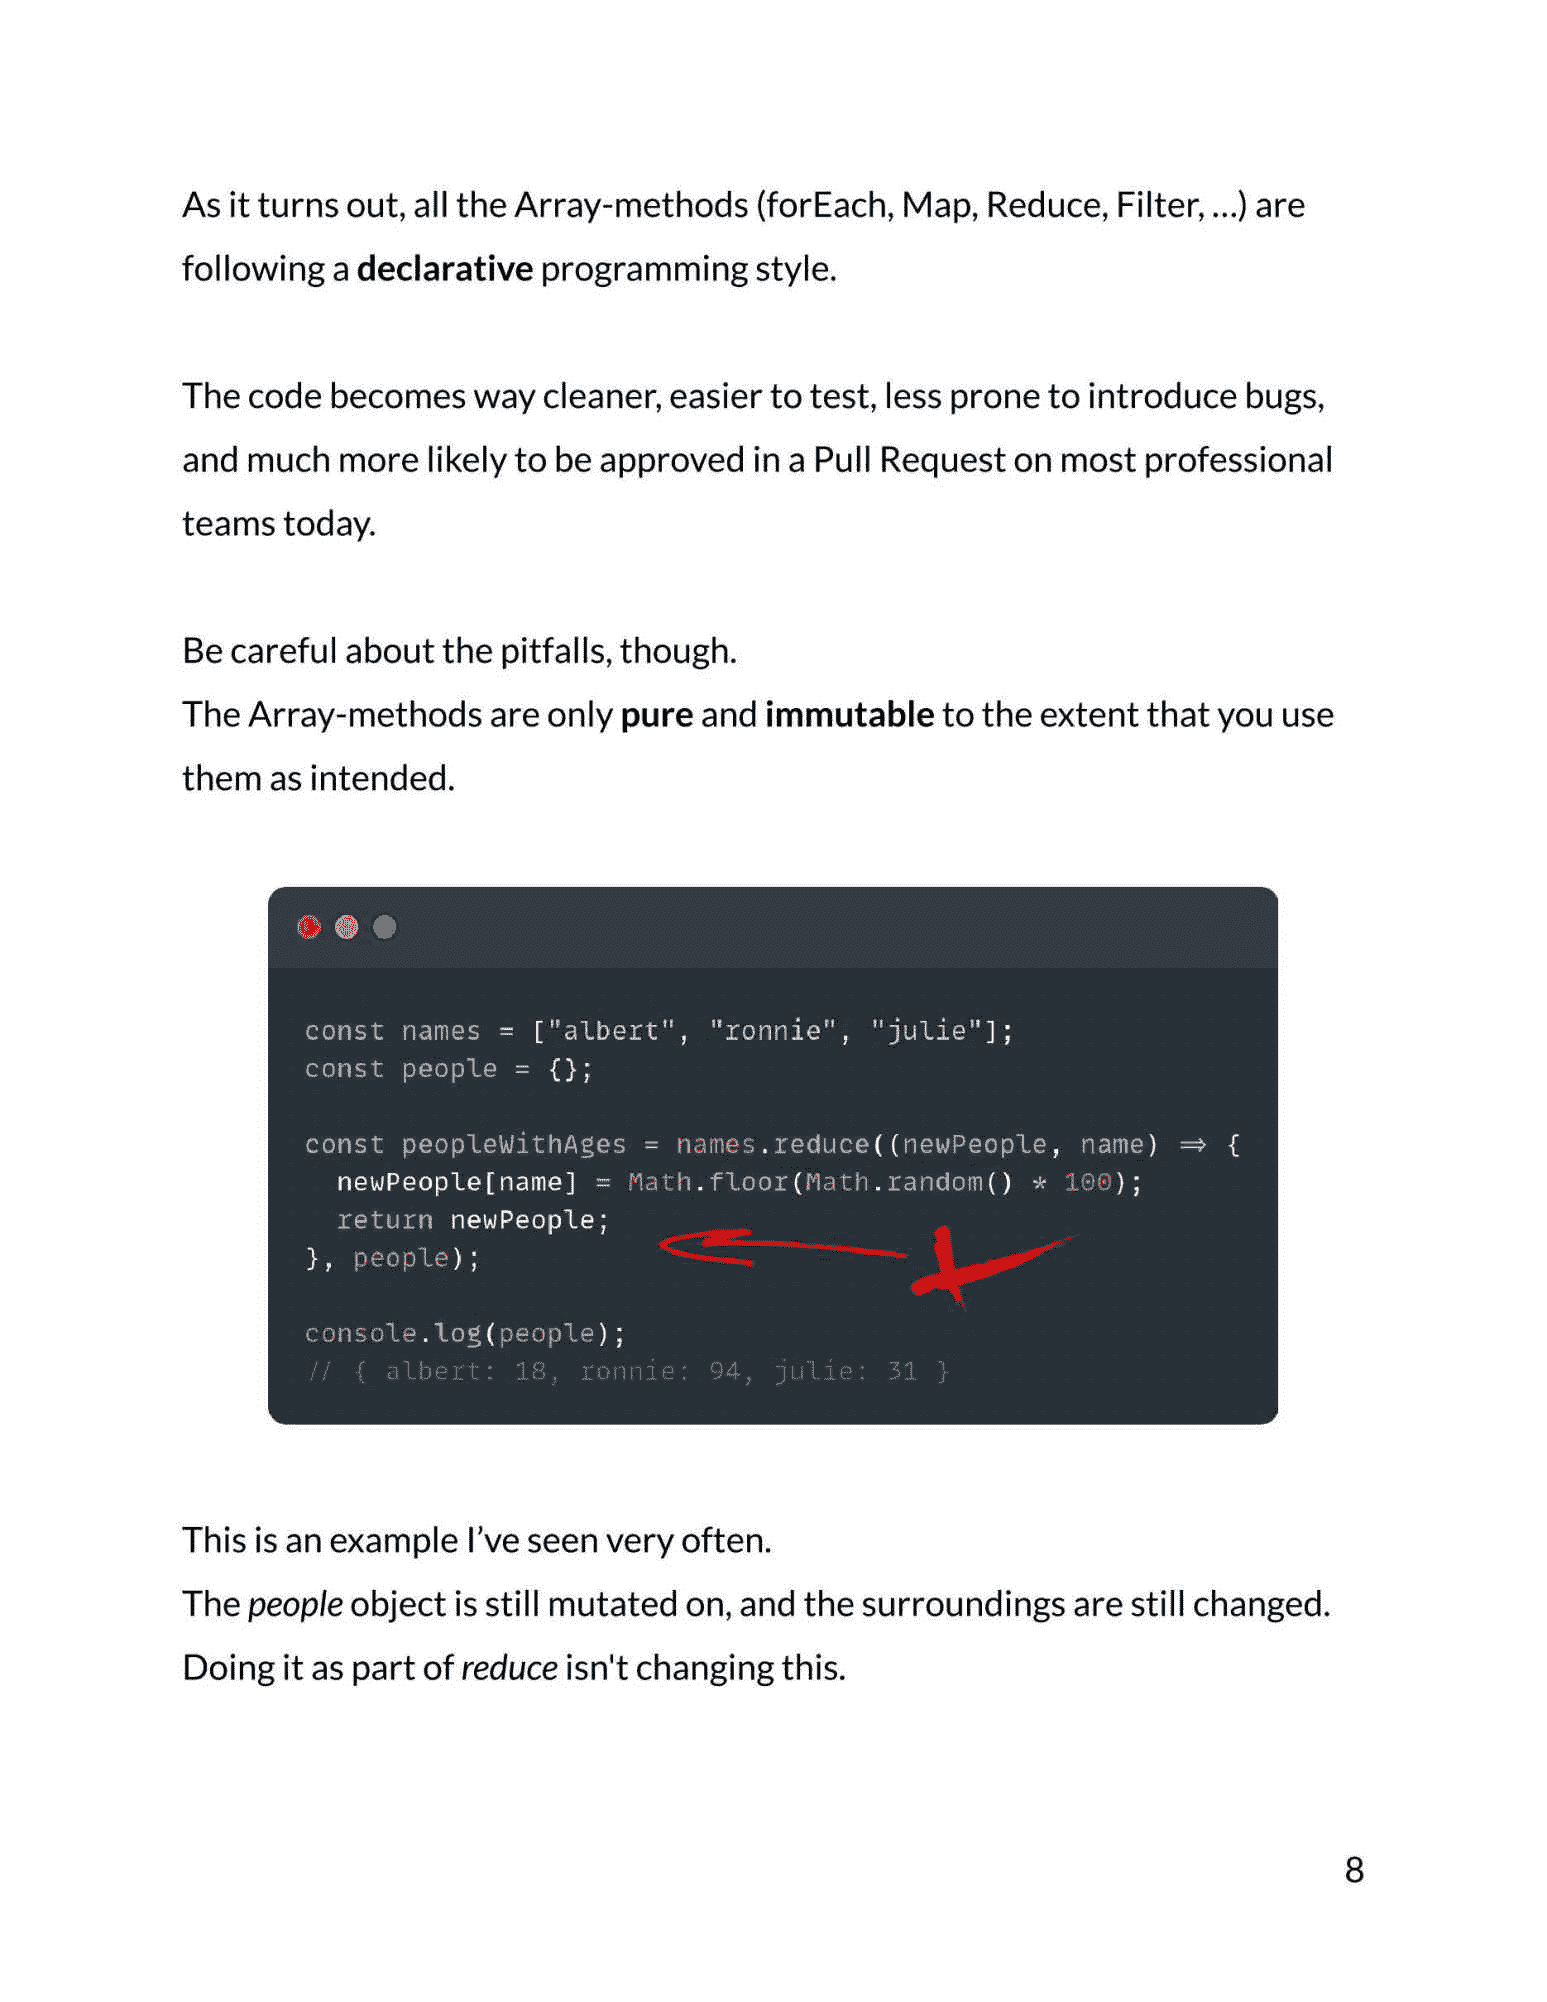 As it turns out, all the Array-methods (forEach, Map, Reduce, Filter, …) are
following a declarative programming style.
The code becomes way cleaner, easier to test, less prone to introduce bugs,
and much more likely to be approved in a Pull Request on most professional
teams today.
Be careful about the pitfalls, though.
The Array-methods are only pure and immutable to the extent that you use
them as intended.
const names = ["albert", "ronnie", "julie"];
const people = {};
const peopleWithAges = names.reduce((newPeople, name) => {
newPeople[name] = Math.floor(Math.random() * 100);
return newPeople;
}, people);
console.log(people);
// { albert: 18, ronnie: 94, julie: 31 }
This is an example I’ve seen very often.
The people object is still mutated on, and the surroundings are still changed.
Doing it as part of reduce isn't changing this.
8